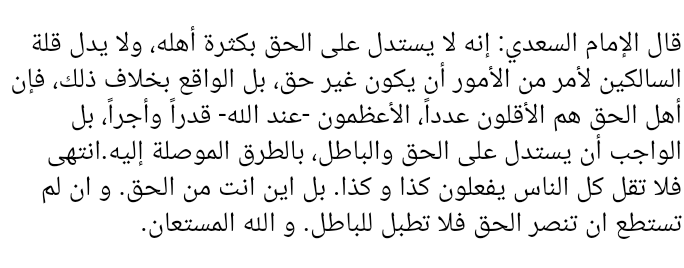 قال الإمام السعدي: إنه لا يستدل على الحق بكثرة أهله، ولا يدل قلة
السالكين لأمر من الأمور أن يكون غير حق، بل الواقع بخلاف ذلك، فإن
أهل الحق هم الأقلون عدداً، الأعظمون -عند الله- قدراً وأجراً، بل
الواجب أن يستدل على الحق والباطل، بالطرق الموصلة إليه.انتهى
فلا تقل كل الناس يفعلون كذا و كذا. بل اين انت من الحق. و ان لم
تستطع ان تنصر الحق فلا تطبل للباطل. و الله المستعان.